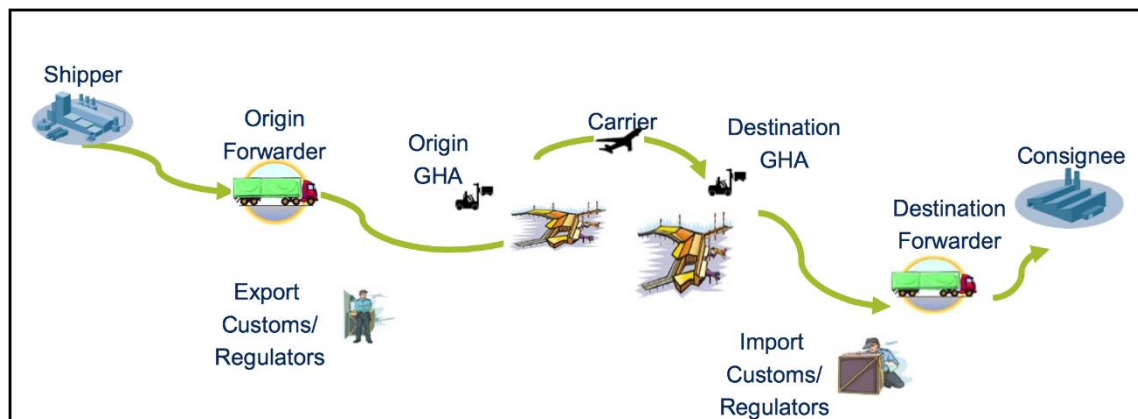 Shipper
Origin
Forwarder
Origin
GHA
Carrier
Destination
GHA
Consignee
Destination
Forwarder
Export
Customs/
Regulators
Import
Customs/
Regulators